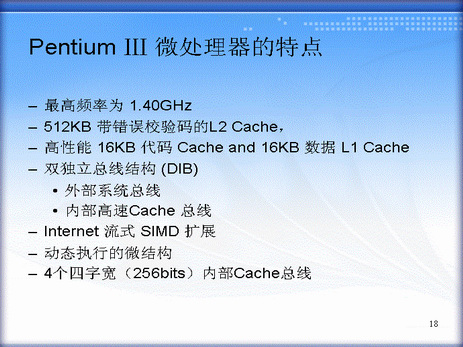 Pentium III 微处理器的特点
– 最高频率为 1.40GHz
– 512KB 带错误校验码的L2 Cache，
– 高性能 16KB 代码 Cache and 16KB 数据 L1 Cache
– 双独立总线结构 (DIB)
• 外部系统总线
• 内部高速Cache 总线
– Internet 流式 SIMD 扩展
– 动态执行的微结构
– 4个四字宽（256bits）内部Cache总线
18